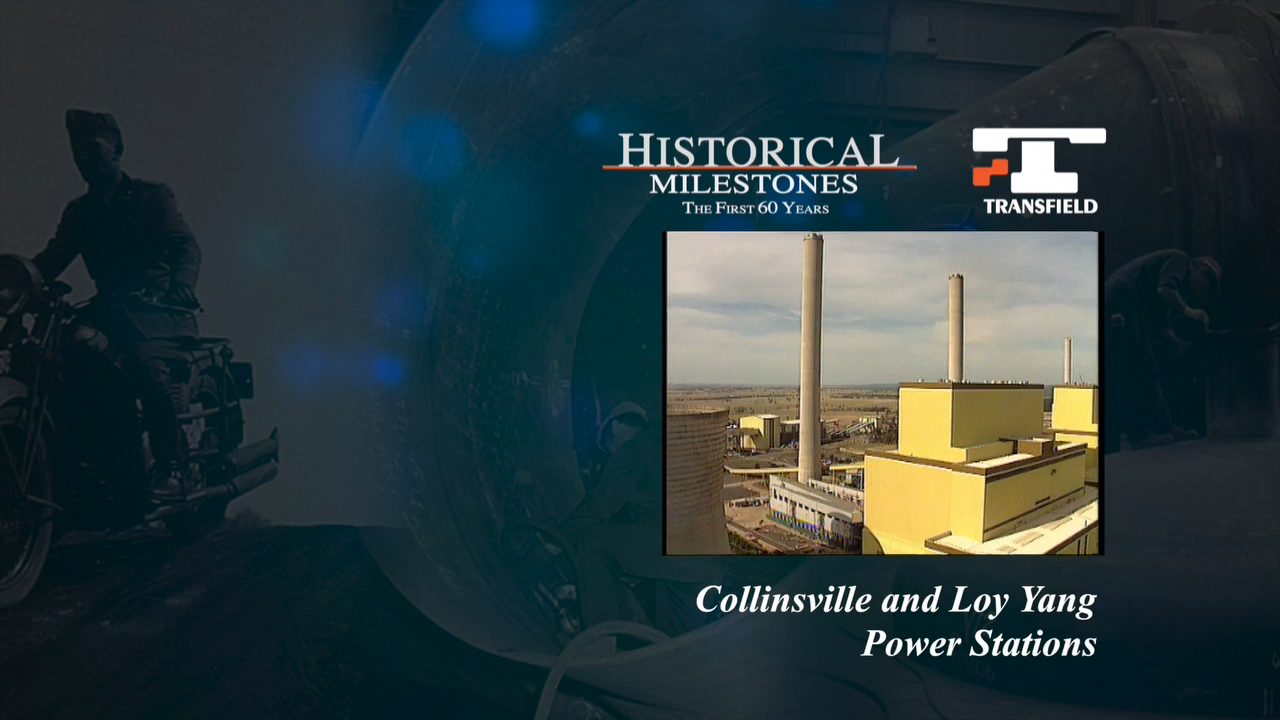 HISTORICAL
MILESTONES
THE FIRST 60 YEARS
TRANSFIELD
Collinsville and Loy Yang
Power Stations